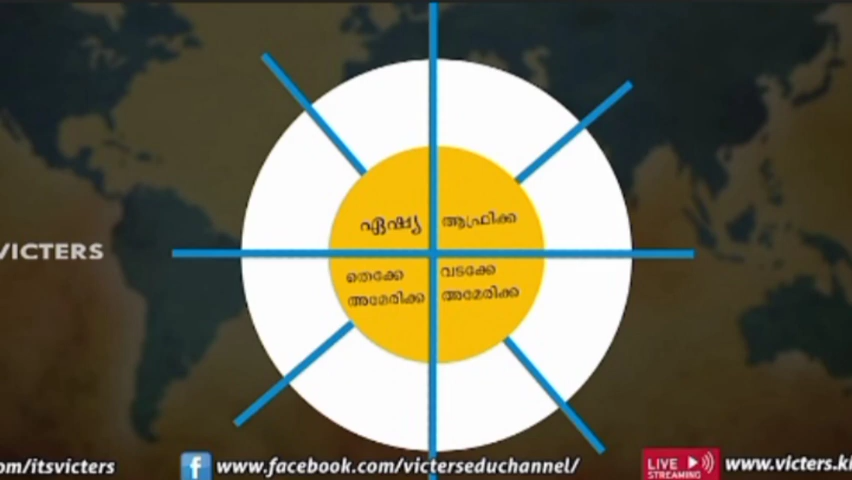 ഏഷ്യ
ആഫ്രിക്ക
തെക്കേ
അമേരിക്ക
വടക്കേ
അമേരിക്ക
VICTERS
om/itsvicters
www.facebook.com/victerseduchannel/
LIVE
STREAMING
www.victers.ki